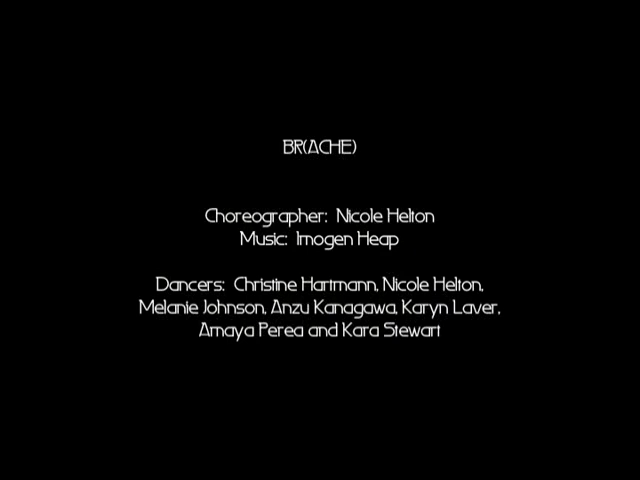 BR(ACHE)
Choreographer: Nicole Helton
Music: Imogen Heap
Dancers: Christine Hartmann, Nicole Helton,
Melanie Johnson, Anzu Kanagawa, Karyn Laver,
Amaya Perea and Kara Stewart